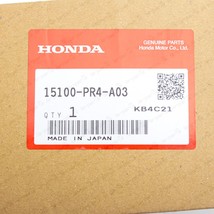 HONDA
GENUINE PARTS
Honda Motor Co., Ltd.
15100-PR4-A03
QTY 1 K84C21
MADE IN JAPAN